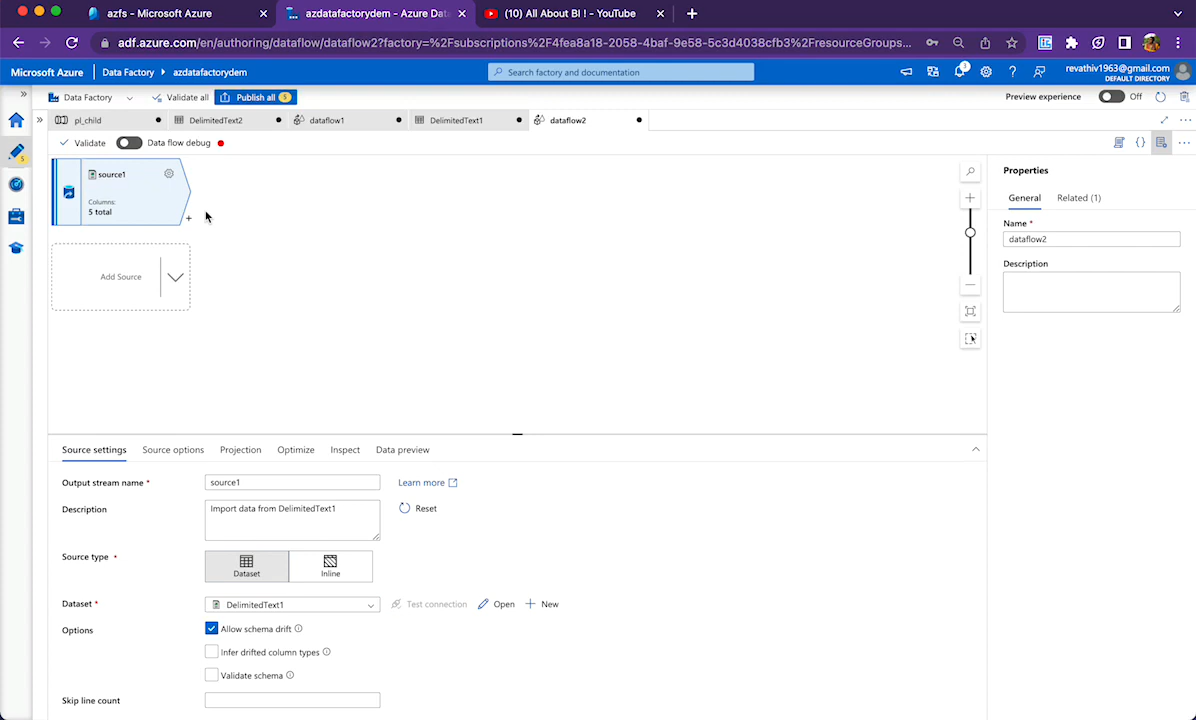 azfs - Microsoft Azure
azdatafactorydem - Azure Data
(10) All About BI ! - YouTube
adf.azure.com/en/authoring/dataflow/dataflow2?factory=%2Fsubscriptions%2F4fea8a18-2058-4baf-9e58-5c3d4038cfb3%2FresourceGroups...
Microsoft Azure
Data Factory
azdatafactorydem
Search factory and documentation
1
revathiv1963@gmail.com
DEFAULT DIRECTORY
Data Factory
Validate all
Publish all 5
Preview experience
Off
pl_child
DelimitedText2
dataflow1
DelimitedText1
dataflow2
Validate
Data flow debug
source1
Columns:
5 total
Add Source
Properties
General
Related (1)
Name *
dataflow2
Description
Source settings
Source options
Projection
Optimize
Inspect
Data preview
Output stream name *
source1
Learn more
Description
Import data from DelimitedText1
Reset
Source type *
Dataset
Inline
Dataset *
DelimitedText1
Test connection
Open
New
Options
Allow schema drift
Infer drifted column types
Validate schema
Skip line count